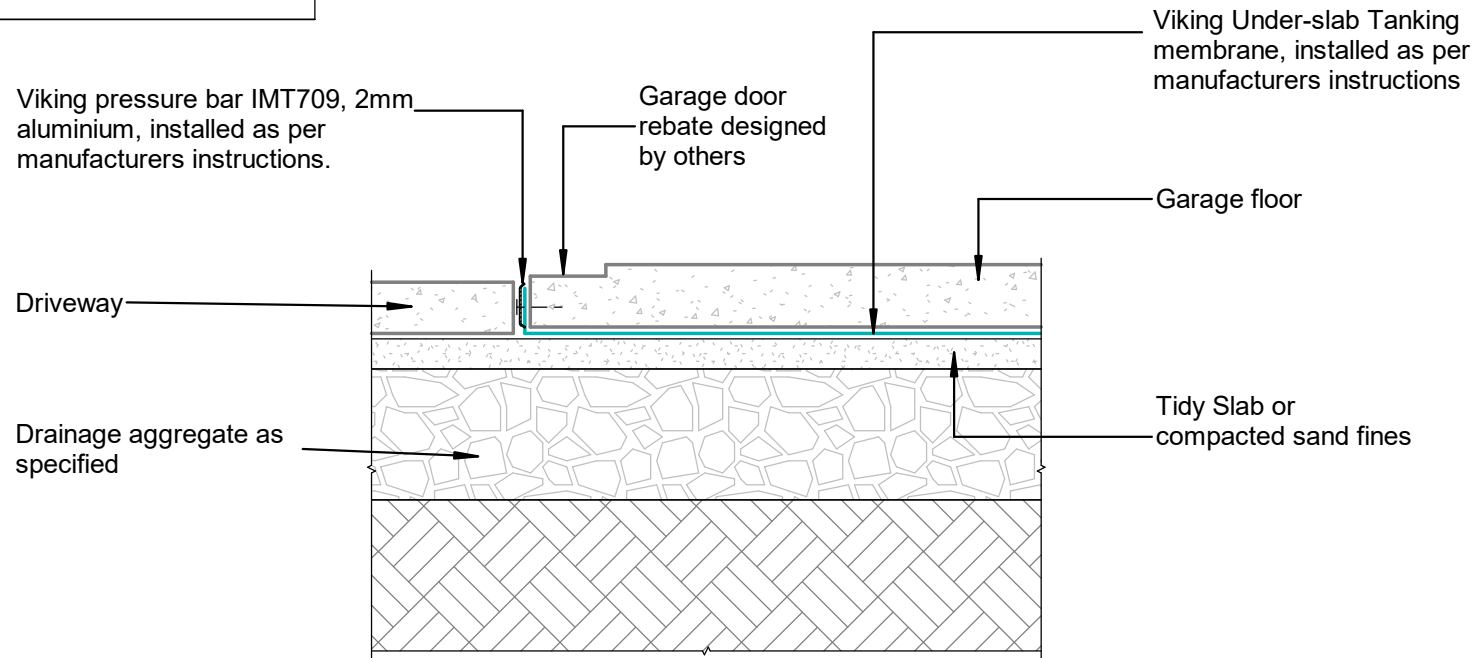 Viking Under-slab Tanking
membrane, installed as per
manufacturers instructions
Viking pressure bar IMT709, 2mm
aluminium, installed as per
manufacturers instructions.
Garage door
rebate designed
by others
Garage floor
Driveway
Tidy Slab or
compacted sand fines
Drainage aggregate as
specified